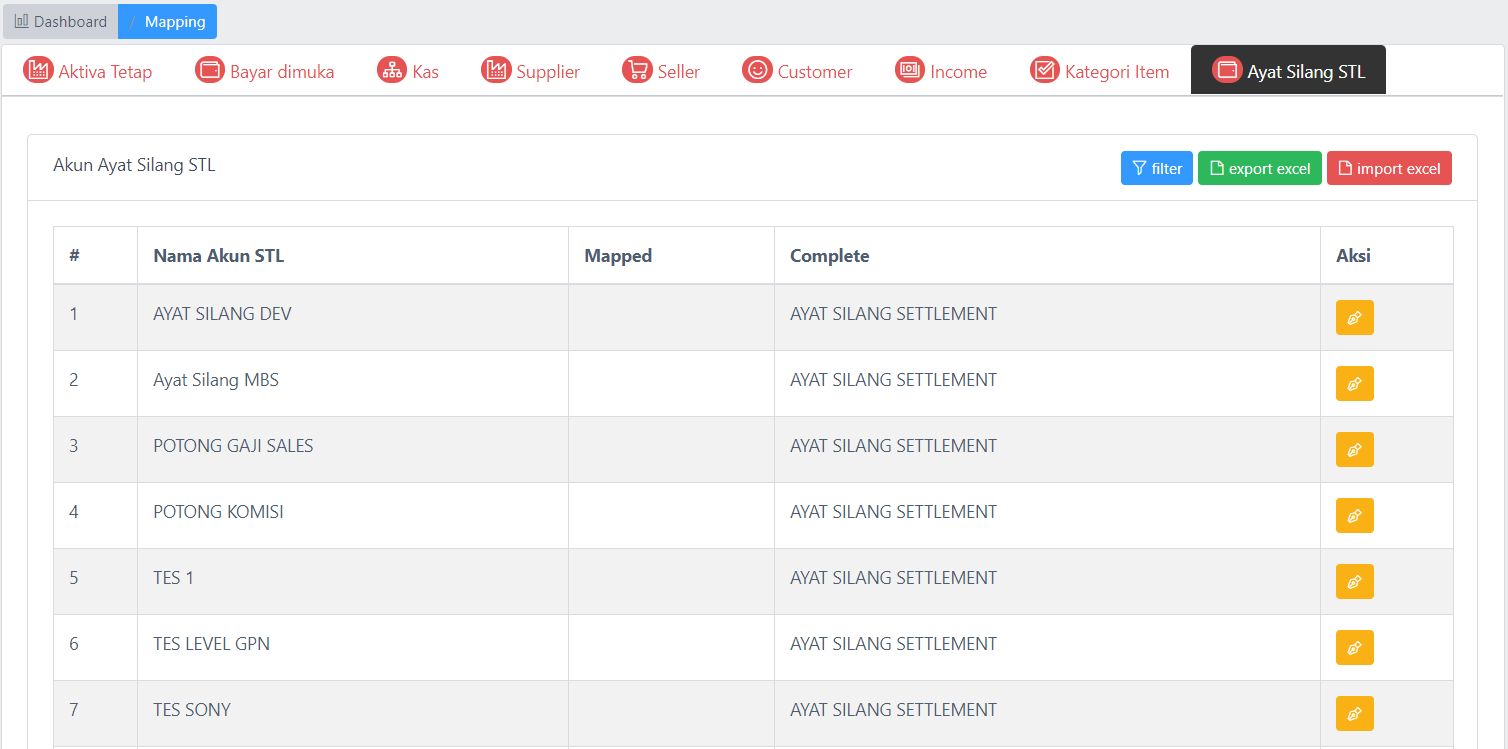 Dashboard / Mapping
Aktiva Tetap Bayar dimuka Kas Supplier Seller Customer Income Kategori Item Ayat Silang STL
Akun Ayat Silang STL filter export excel import excel
# Nama Akun STL Mapped Complete Aksi
1 AYAT SILANG DEV AYAT SILANG SETTLEMENT
2 Ayat Silang MBS AYAT SILANG SETTLEMENT
3 POTONG GAJI SALES AYAT SILANG SETTLEMENT
4 POTONG KOMISI AYAT SILANG SETTLEMENT
5 TES 1 AYAT SILANG SETTLEMENT
6 TES LEVEL GPN AYAT SILANG SETTLEMENT
7 TES SONY AYAT SILANG SETTLEMENT